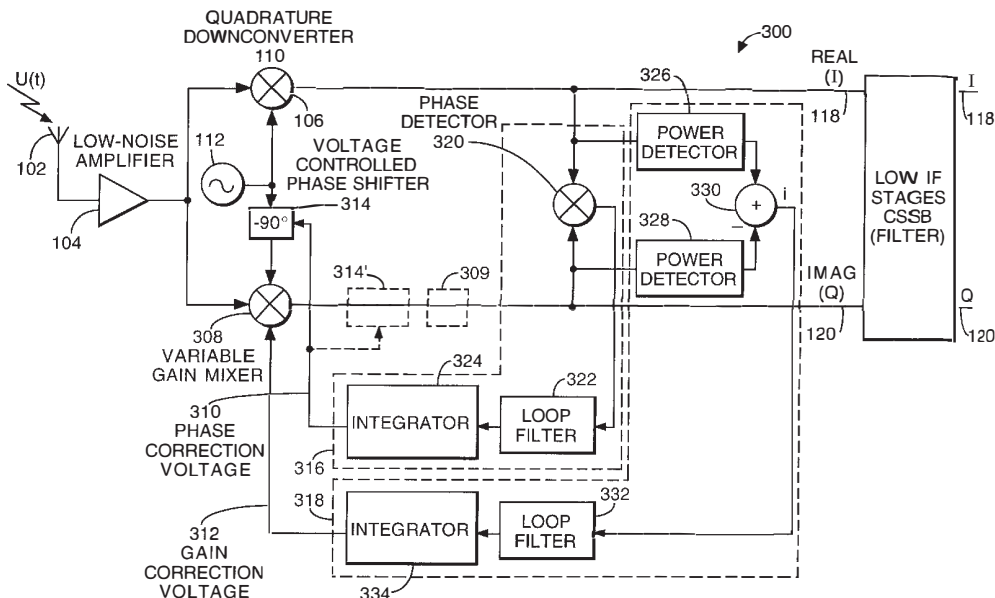 QUADRATURE
DOWNCONVERTER
110
300
U(t)
REAL
(I)
326
I
118
118
PHASE
DETECTOR
106
102
LOW-NOISE
AMPLIFIER
112
VOLTAGE
CONTROLLED
PHASE SHIFTER
314
320
POWER
DETECTOR
330
+
i
−
LOW IF
STAGES
CSSB
(FILTER)
104
-90°
328
314'
309
POWER
DETECTOR
IMAG
(Q)
Q
120
120
308
VARIABLE
GAIN MIXER
324
322
310
PHASE
CORRECTION
VOLTAGE
INTEGRATOR
LOOP
FILTER
316
318
332
312
GAIN
CORRECTION
VOLTAGE
INTEGRATOR
LOOP
FILTER
334